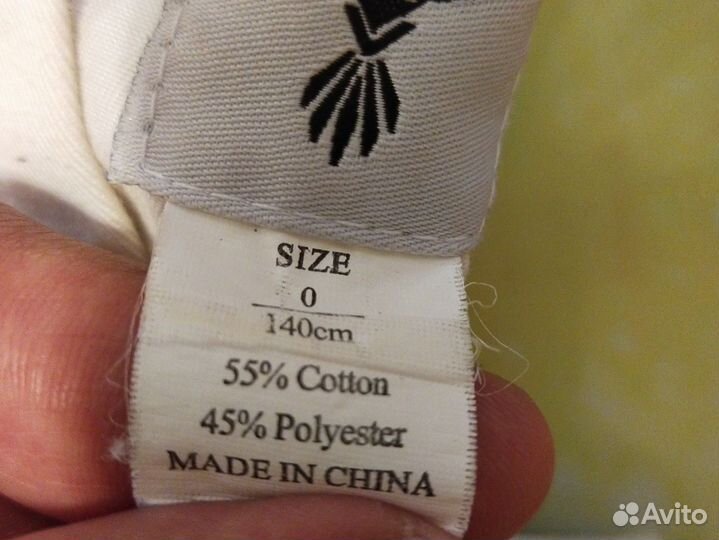 SIZE
0
140cm
55% Cotton
45% Polyester
MADE IN CHINA
Avito